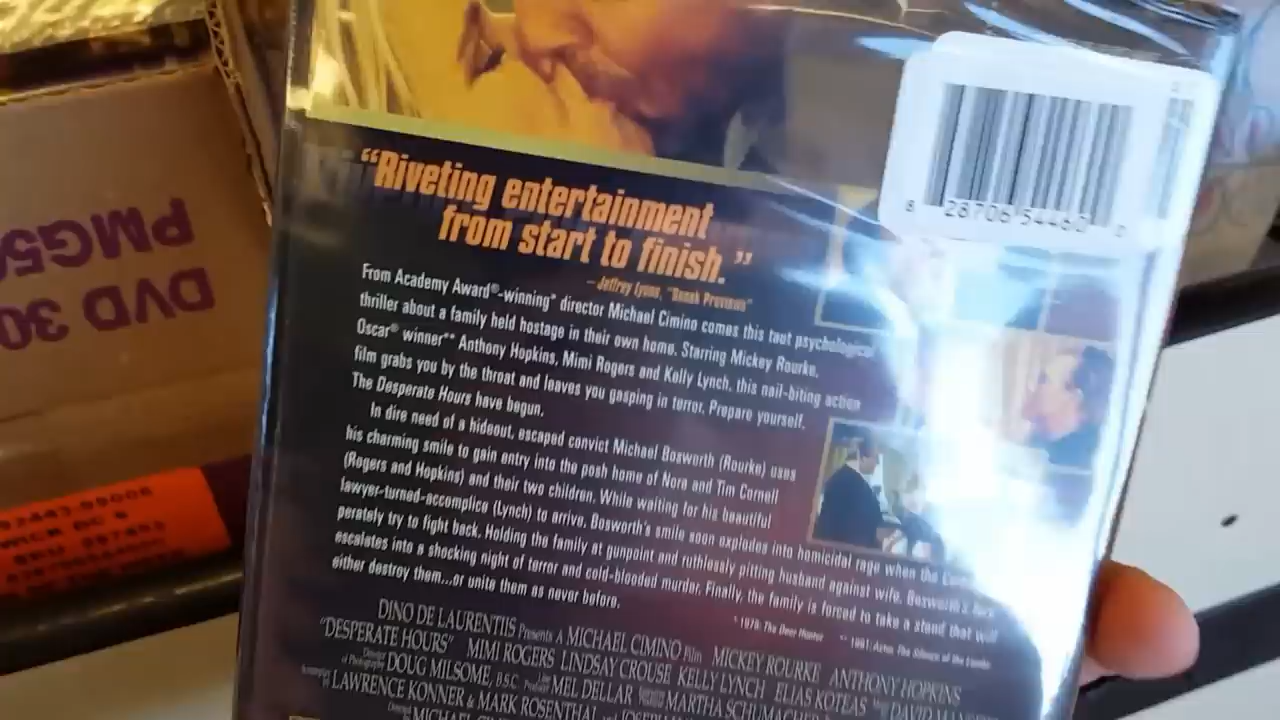 8 28706 54460 0
"Riveting entertainment
from start to finish."
— Jeffrey Lyons, "Sneak Previews"
From Academy Award®-winning* director Michael Cimino comes this taut psychological
thriller about a family held hostage in their own home. Starring Mickey Rourke,
Oscar® winner** Anthony Hopkins, Mimi Rogers and Kelly Lynch, this nail-biting action
film grabs you by the throat and leaves you gasping in terror. Prepare yourself.
The Desperate Hours have begun.
In dire need of a hideout, escaped convict Michael Bosworth (Rourke) uses
his charming smile to gain entry into the posh home of Nora and Tim Cornell
(Rogers and Hopkins) and their two children. While waiting for his beautiful
lawyer-turned-accomplice (Lynch) to arrive, Bosworth's smile soon explodes into homicidal rage when the
perately try to fight back. Holding the family at gunpoint and ruthlessly pitting husband against wife, Bosworth's
escalates into a shocking night of terror and cold-blooded murder. Finally, the family is forced to take a stand that will
either destroy them...or unite them as never before.
* 1978: The Deer Hunter ** 1991: Actor, The Silence of the Lambs
DINO DE LAURENTIIS Presents A MICHAEL CIMINO Film MICKEY ROURKE ANTHONY HOPKINS
"DESPERATE HOURS" MIMI ROGERS LINDSAY CROUSE KELLY LYNCH ELIAS KOTEAS
Director of Photography DOUG MILSOME, B.S.C. MEL DELLAR MARTHA SCHUMACHER DAVID
LAWRENCE KONNER & MARK ROSENTHAL
MICHAEL
DVD 30
PMG5